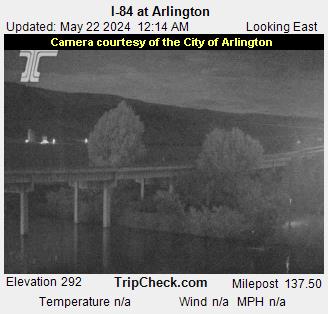 I-84 at Arlington
Updated: May 22 2024 12:14 AM Looking East
Camera courtesy of the City of Arlington
Elevation 292 TripCheck.com Milepost 137.50
Temperature n/a Wind n/a MPH n/a